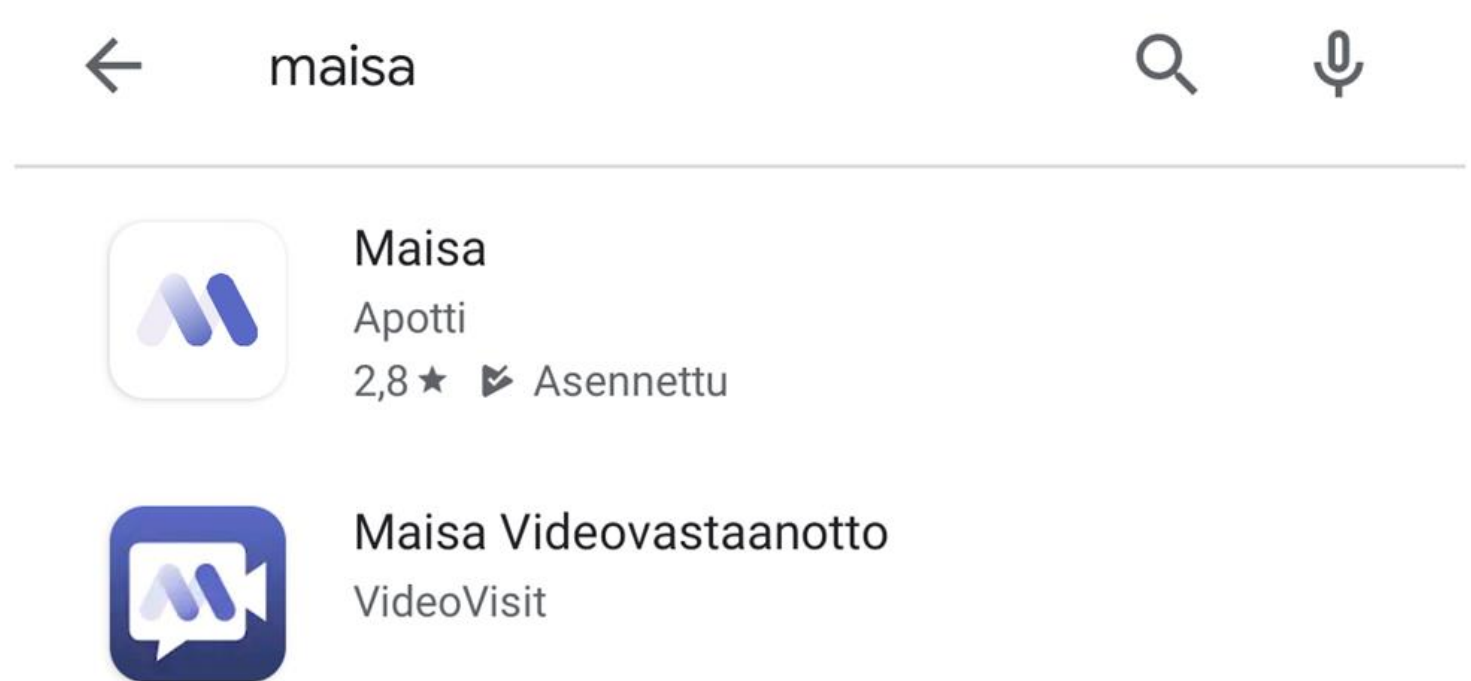 maisa
Maisa
Apotti
2,8 ★ Asennettu
Maisa Videovastaanotto
VideoVisit